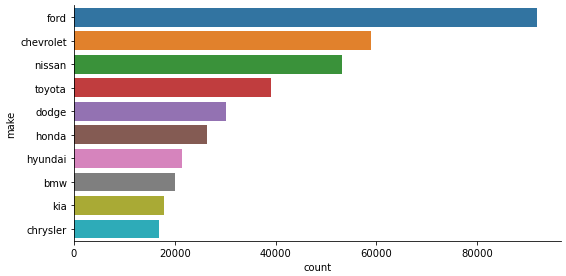 ford
chevrolet
nissan
toyota
dodge
honda
hyundai
bmw
kia
chrysler
make
0 20000 40000 60000 80000
count